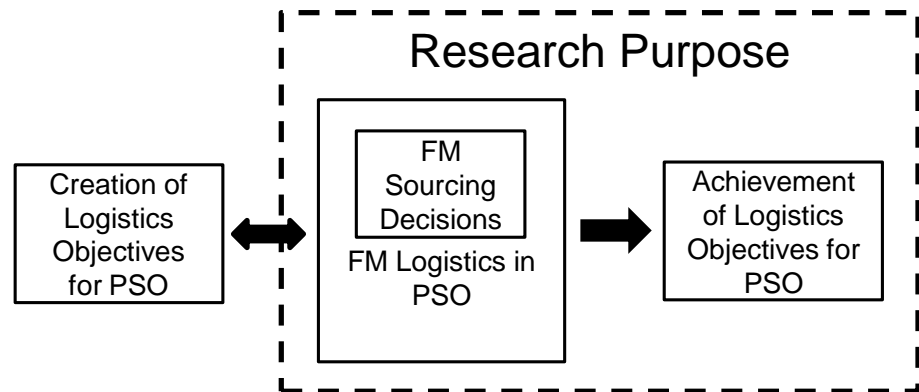 Research Purpose
Creation of
Logistics
Objectives
for PSO
FM
Sourcing
Decisions
FM Logistics in
PSO
Achievement
of Logistics
Objectives for
PSO